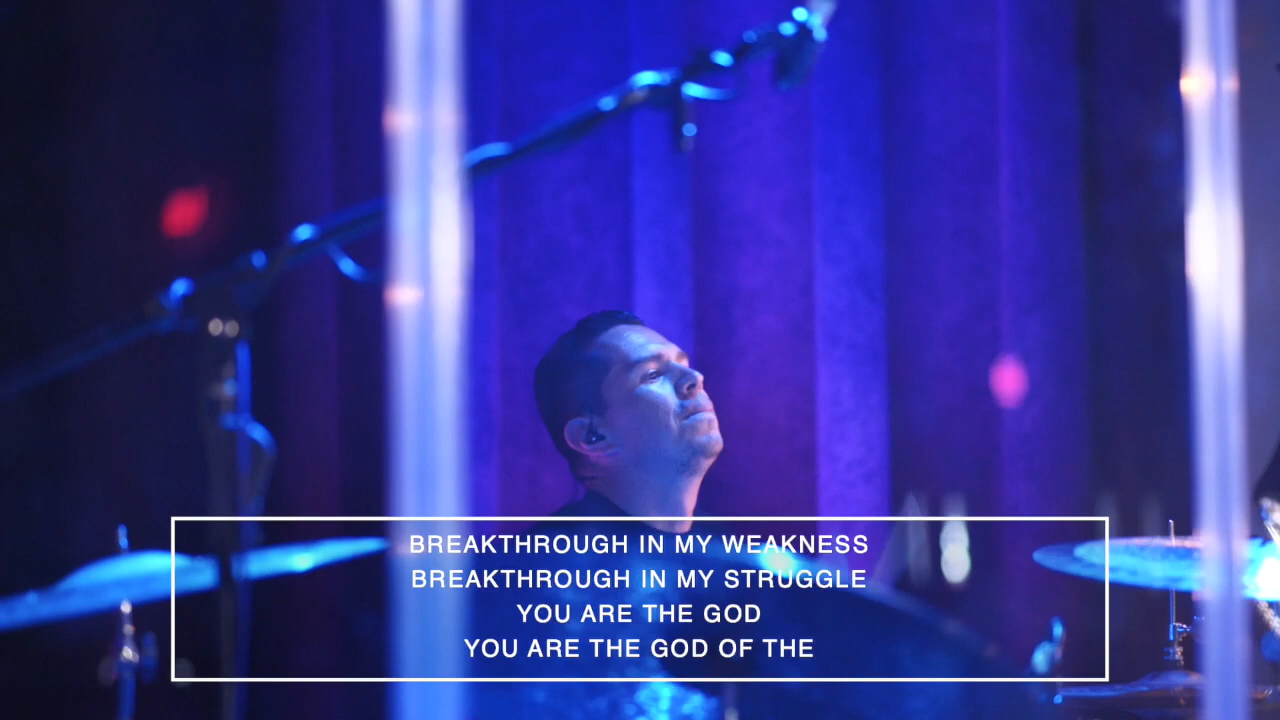 BREAKTHROUGH IN MY WEAKNESS
BREAKTHROUGH IN MY STRUGGLE
YOU ARE THE GOD
YOU ARE THE GOD OF THE